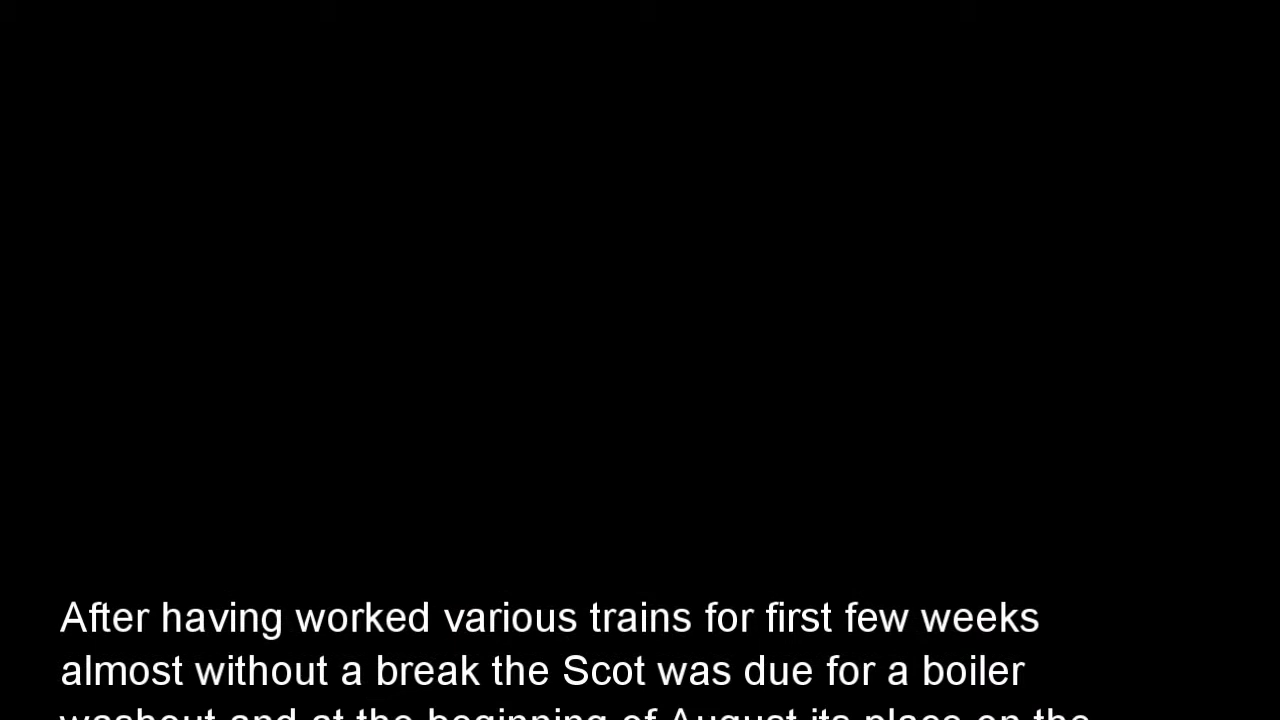 After having worked various trains for first few weeks
almost without a break the Scot was due for a boiler
washout and at the beginning of August its place on the